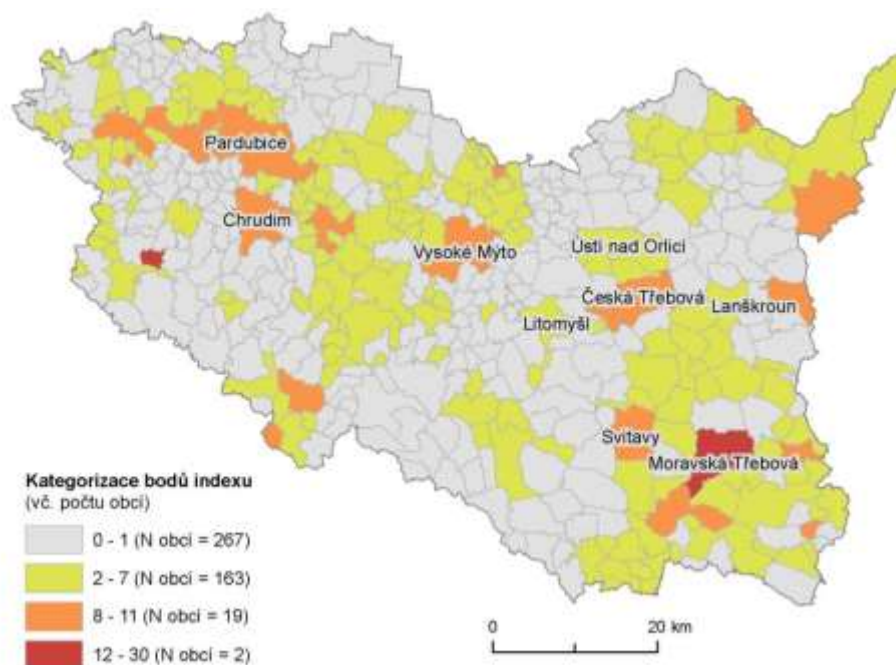 Pardubice
Chrudim
Vysoké Mýto
Ústí nad Orlicí
Česká Třebová
Lanškroun
Litomyšl
Svitavy
Moravská Třebová
Kategorizace bodů indexu
(vč. počtu obcí)
0 - 1 (N obcí = 267)
2 - 7 (N obcí = 163)
8 - 11 (N obcí = 19)
12 - 30 (N obcí = 2)
0 20 km